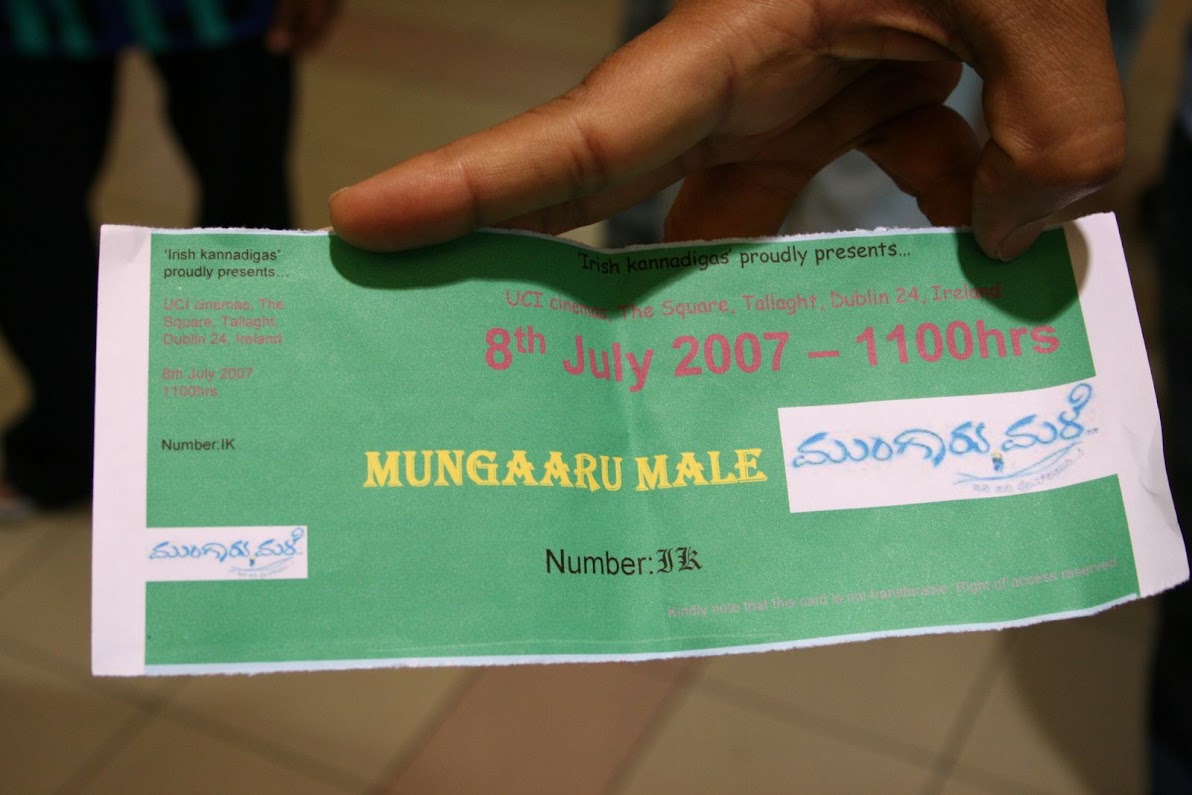 'Irish kannadigas'
proudly presents...
UCI cinemas, The
Square, Tallaght,
Dublin 24, Ireland
8th July 2007
1100hrs
Number:IK
ಮುಂಗಾರು ಮಳೆ..
'Irish kannadigas' proudly presents...
UCI cinemas, The Square, Tallaght, Dublin 24, Ireland
8th July 2007 – 1100hrs
MUNGAARU MALE
ಮುಂಗಾರು ಮಳೆ..
Number:IK
Kindly note that this card is not transferable. Right of access reserved